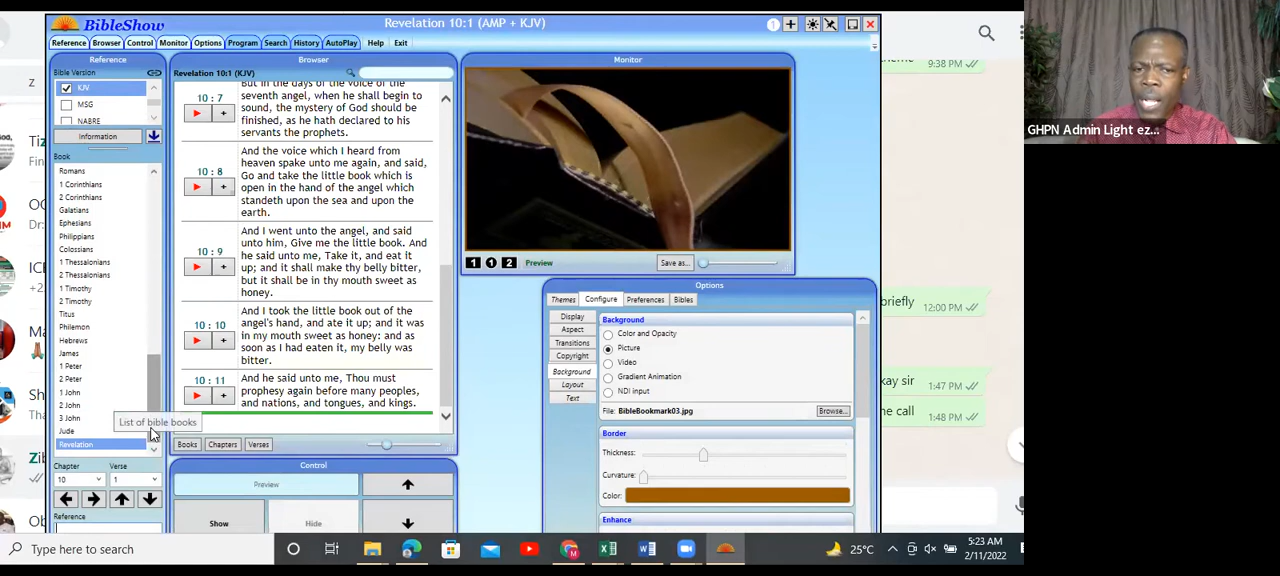 BibleShow
Revelation 10:1 (AMP + KJV)
Reference Browser Control Monitor Options Program Search History AutoPlay Help Exit
Reference
Bible Version
KJV
MSG
NABRE
Information
Book
Romans
1 Corinthians
2 Corinthians
Galatians
Ephesians
Philippians
Colossians
1 Thessalonians
2 Thessalonians
1 Timothy
2 Timothy
Titus
Philemon
Hebrews
James
1 Peter
2 Peter
1 John
2 John
3 John
Jude
Revelation
List of bible books
Chapter Verse
10 1
Reference
Browser
Revelation 10:1 (KJV)
But in the days of the voice of the
10 : 7
seventh angel, when he shall begin to
sound, the mystery of God should be
finished, as he hath declared to his
servants the prophets.
10 : 8
And the voice which I heard from
heaven spake unto me again, and said,
Go and take the little book which is
open in the hand of the angel which
standeth upon the sea and upon the
earth.
10 : 9
And I went unto the angel, and said
unto him, Give me the little book. And
he said unto me, Take it, and eat it
up; and it shall make thy belly bitter,
but it shall be in thy mouth sweet as
honey.
10 : 10
And I took the little book out of the
angel's hand, and ate it up; and it was
in my mouth sweet as honey: and as
soon as I had eaten it, my belly was
bitter.
10 : 11
And he said unto me, Thou must
prophesy again before many peoples,
and nations, and tongues, and kings.
Books Chapters Verses
Control
Preview
Show Hide
Monitor
1 1 2 Preview Save as...
Options
Themes Configure Preferences Bibles
Display
Aspect
Transitions
Copyright
Background
Layout
Text
Background
Color and Opacity
Picture
Video
Gradient Animation
NDI input
File: BibleBookmark03.jpg Browse...
Border
Thickness:
Curvature:
Color:
Enhance
9:38 PM
briefly
12:00 PM
kay sir
1:47 PM
e call
1:48 PM
GHPN Admin Light ez...
Type here to search
25°C
5:23 AM
2/11/2022